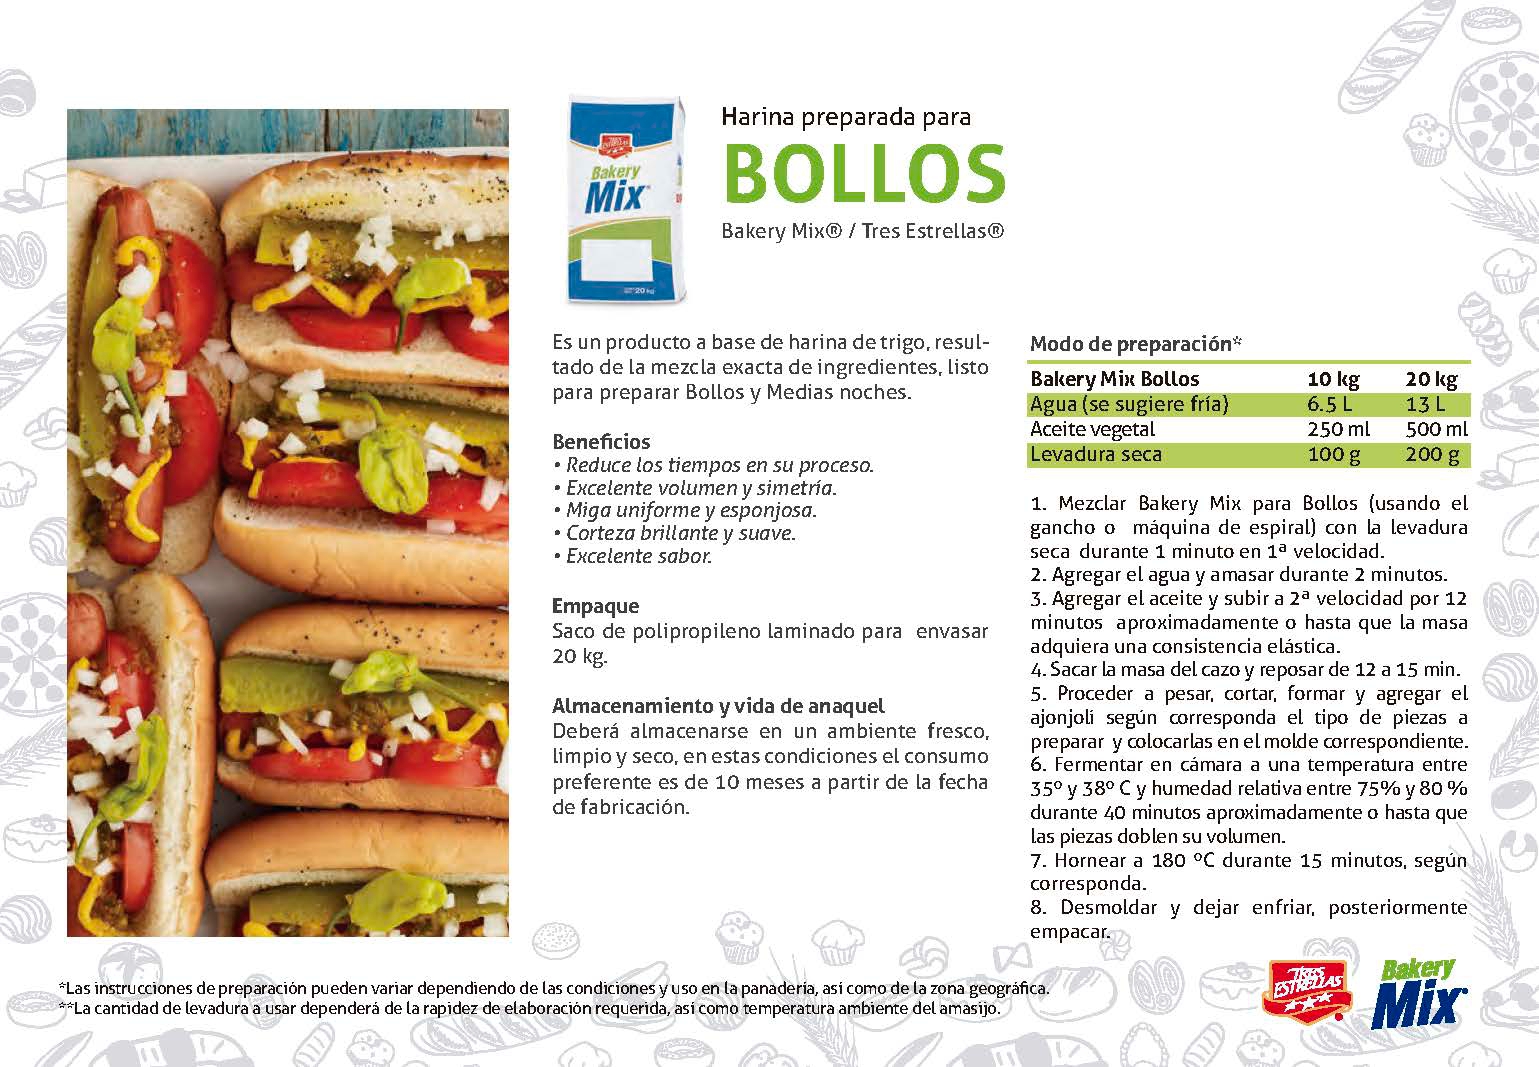 Harina preparada para
BOLLOS
Bakery Mix® / Tres Estrellas®
TRES
ESTRELLAS
Bakery
Mix
20 kg
Es un producto a base de harina de trigo, resul-
tado de la mezcla exacta de ingredientes, listo
para preparar Bollos y Medias noches.
Beneficios
• Reduce los tiempos en su proceso.
• Excelente volumen y simetría.
• Miga uniforme y esponjosa.
• Corteza brillante y suave.
• Excelente sabor.
Empaque
Saco de polipropileno laminado para envasar
20 kg.
Almacenamiento y vida de anaquel
Deberá almacenarse en un ambiente fresco,
limpio y seco, en estas condiciones el consumo
preferente es de 10 meses a partir de la fecha
de fabricación.
Modo de preparación*
Bakery Mix Bollos 10 kg 20 kg
Agua (se sugiere fría) 6.5 L 13 L
Aceite vegetal 250 ml 500 ml
Levadura seca 100 g 200 g
1. Mezclar Bakery Mix para Bollos (usando el
gancho o máquina de espiral) con la levadura
seca durante 1 minuto en 1ª velocidad.
2. Agregar el agua y amasar durante 2 minutos.
3. Agregar el aceite y subir a 2ª velocidad por 12
minutos aproximadamente o hasta que la masa
adquiera una consistencia elástica.
4. Sacar la masa del cazo y reposar de 12 a 15 min.
5. Proceder a pesar, cortar, formar y agregar el
ajonjolí según corresponda el tipo de piezas a
preparar y colocarlas en el molde correspondiente.
6. Fermentar en cámara a una temperatura entre
35º y 38º C y humedad relativa entre 75% y 80 %
durante 40 minutos aproximadamente o hasta que
las piezas doblen su volumen.
7. Hornear a 180 ºC durante 15 minutos, según
corresponda.
8. Desmoldar y dejar enfriar, posteriormente
empacar.
*Las instrucciones de preparación pueden variar dependiendo de las condiciones y uso en la panadería, así como de la zona geográfica.
**La cantidad de levadura a usar dependerá de la rapidez de elaboración requerida, así como temperatura ambiente del amasijo.
TRES
ESTRELLAS
Bakery
Mix